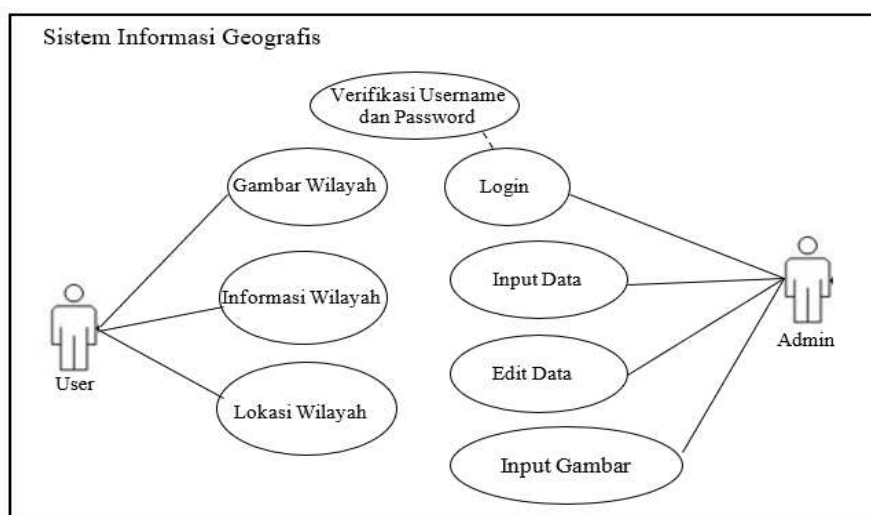 Sistem Informasi Geografis
Verifikasi Username
dan Password
Gambar Wilayah
Login
Informasi Wilayah
Input Data
User
Admin
Lokasi Wilayah
Edit Data
Input Gambar